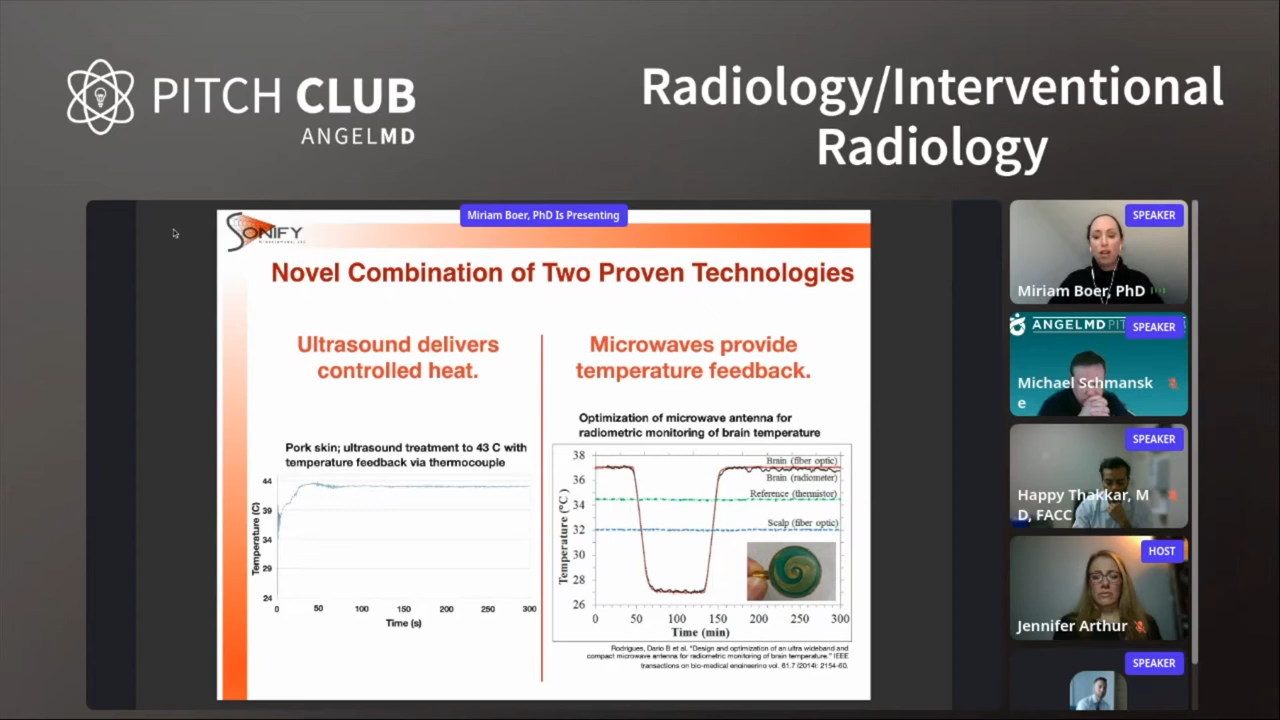 PITCH CLUB
ANGELMD
Radiology/Interventional
Radiology
Miriam Boer, PhD Is Presenting
SONIFY
Novel Combination of Two Proven Technologies
Ultrasound delivers
controlled heat.
Pork skin; ultrasound treatment to 43 C with
temperature feedback via thermocouple
Temperature (C)
44
39
34
29
24
0 50 100 150 200 250 300
Time (s)
Microwaves provide
temperature feedback.
Optimization of microwave antenna for
radiometric monitoring of brain temperature
Temperature (°C)
38
36
34
32
30
28
26
Brain (fiber optic)
Brain (radiometer)
Reference (thermistor)
Scalp (fiber optic)
0 50 100 150 200 250 300
Time (min)
Rodrigues, Dario B et al. "Design and optimization of an ultra wideband and
compact microwave antenna for radiometric monitoring of brain temperature." IEEE
transactions on bio-medical engineering vol. 61,7 (2014): 2154-60.
SPEAKER
Miriam Boer, PhD
ANGELMD PIT
SPEAKER
Michael Schmansk
e
SPEAKER
Happy Thakkar, M
D, FACC
HOST
Jennifer Arthur
SPEAKER